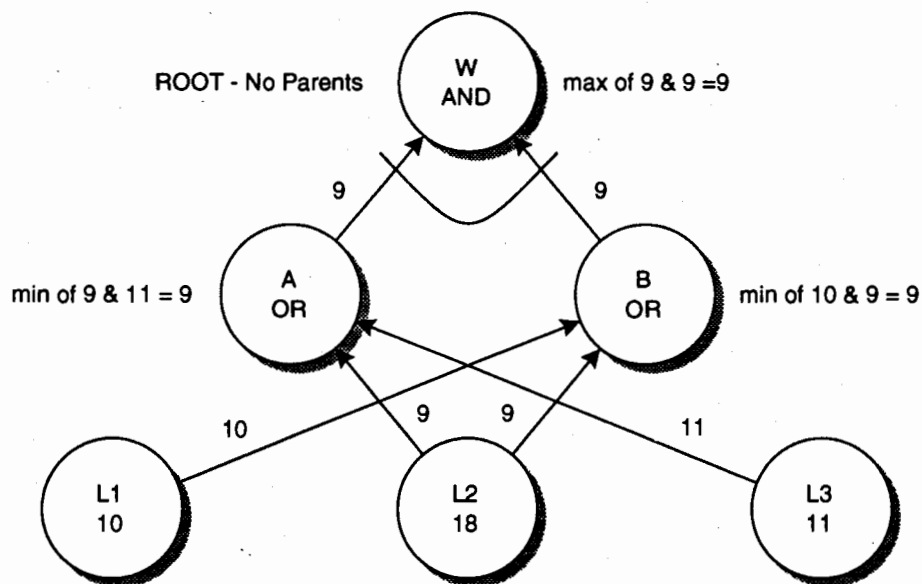 W
AND
ROOT - No Parents
max of 9 & 9 =9
9
9
A
OR
B
OR
min of 9 & 11 = 9
min of 10 & 9 = 9
10
9
9
11
L1
10
L2
18
L3
11